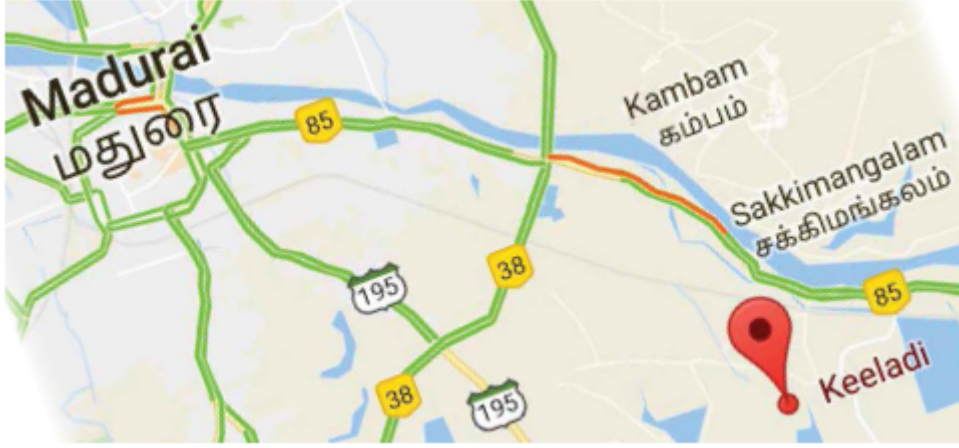 Madurai
மதுரை
85
Kambam
கம்பம்
Sakkimangalam
சக்கிமங்கலம்
38
195
85
Keeladi
38
195